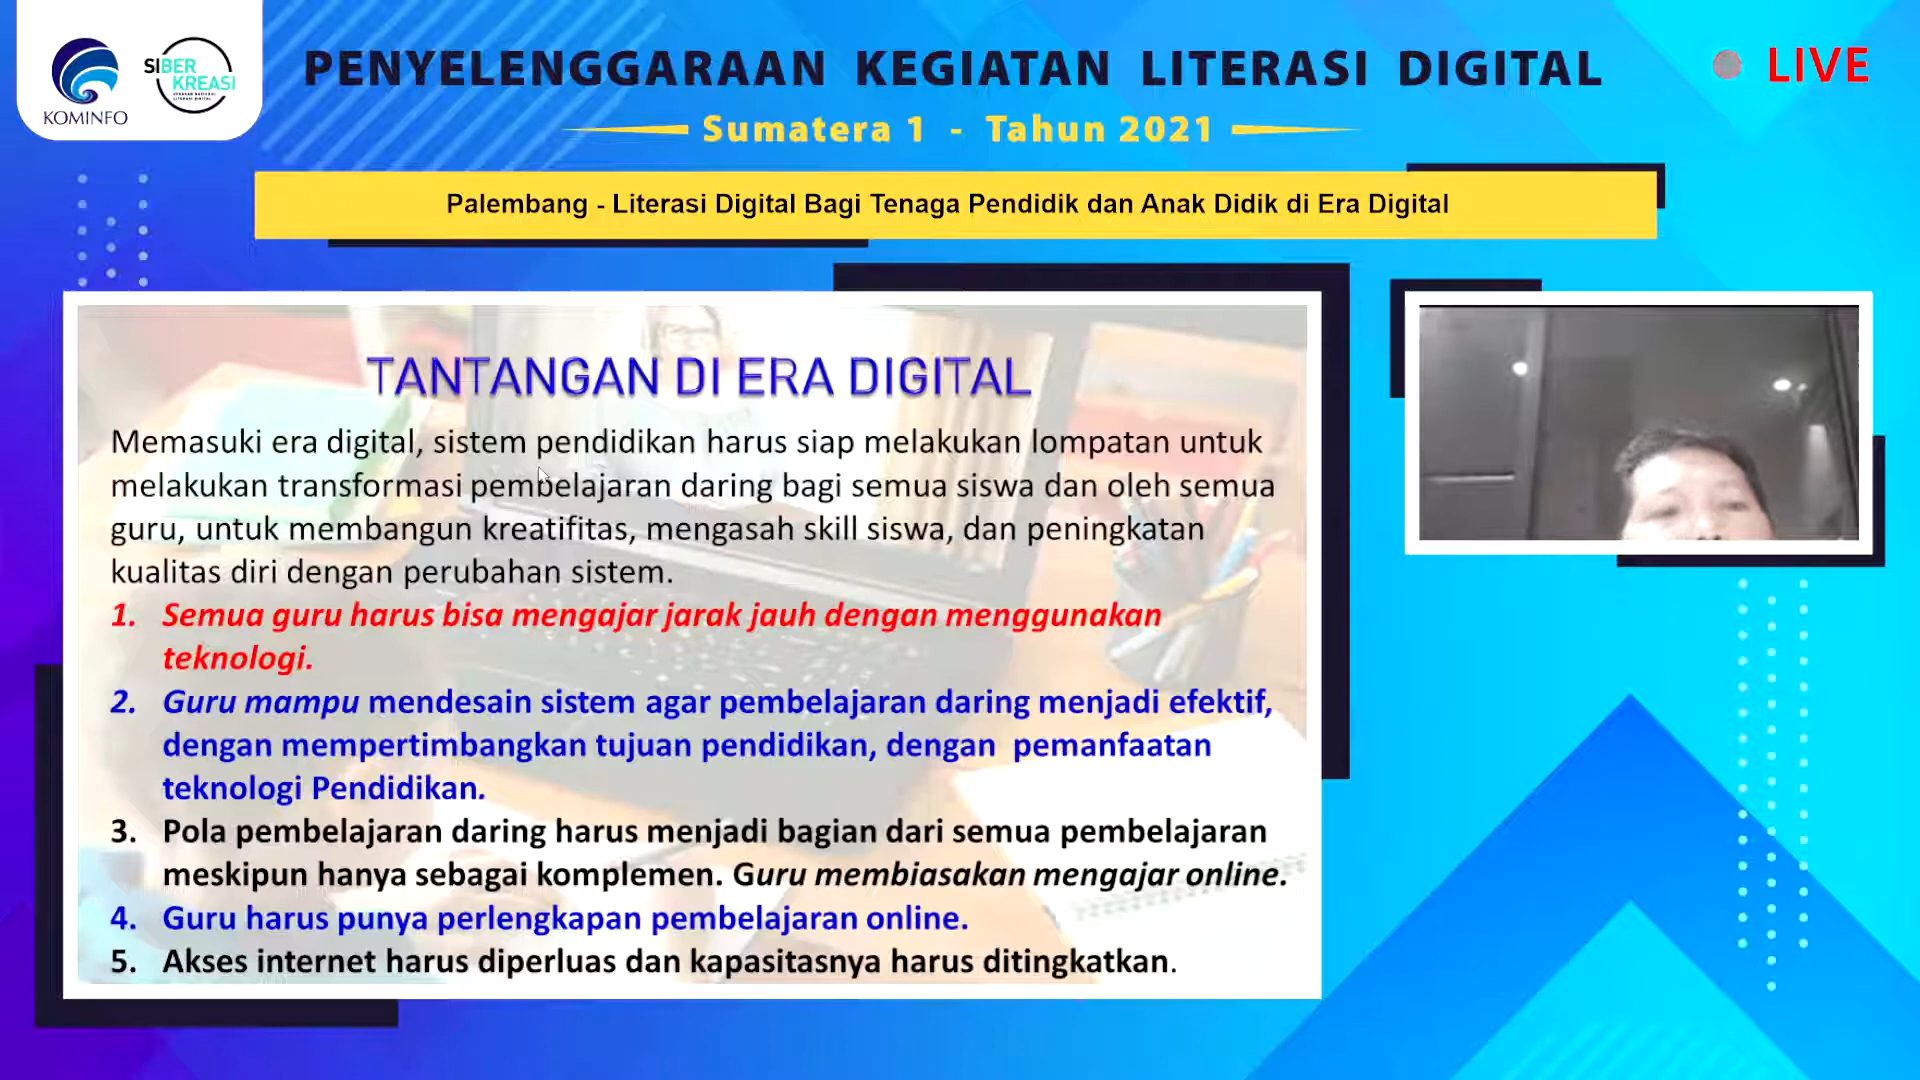 KOMINFO
SIBER
KREASI
PENYELENGGARAAN KEGIATAN LITERASI DIGITAL
LIVE
Sumatera 1 - Tahun 2021
Palembang - Literasi Digital Bagi Tenaga Pendidik dan Anak Didik di Era Digital
TANTANGAN DI ERA DIGITAL
Memasuki era digital, sistem pendidikan harus siap melakukan lompatan untuk
melakukan transformasi pembelajaran daring bagi semua siswa dan oleh semua
guru, untuk membangun kreatifitas, mengasah skill siswa, dan peningkatan
kualitas diri dengan perubahan sistem.
1. Semua guru harus bisa mengajar jarak jauh dengan menggunakan
teknologi.
2. Guru mampu mendesain sistem agar pembelajaran daring menjadi efektif,
dengan mempertimbangkan tujuan pendidikan, dengan pemanfaatan
teknologi Pendidikan.
3. Pola pembelajaran daring harus menjadi bagian dari semua pembelajaran
meskipun hanya sebagai komplemen. Guru membiasakan mengajar online.
4. Guru harus punya perlengkapan pembelajaran online.
5. Akses internet harus diperluas dan kapasitasnya harus ditingkatkan.